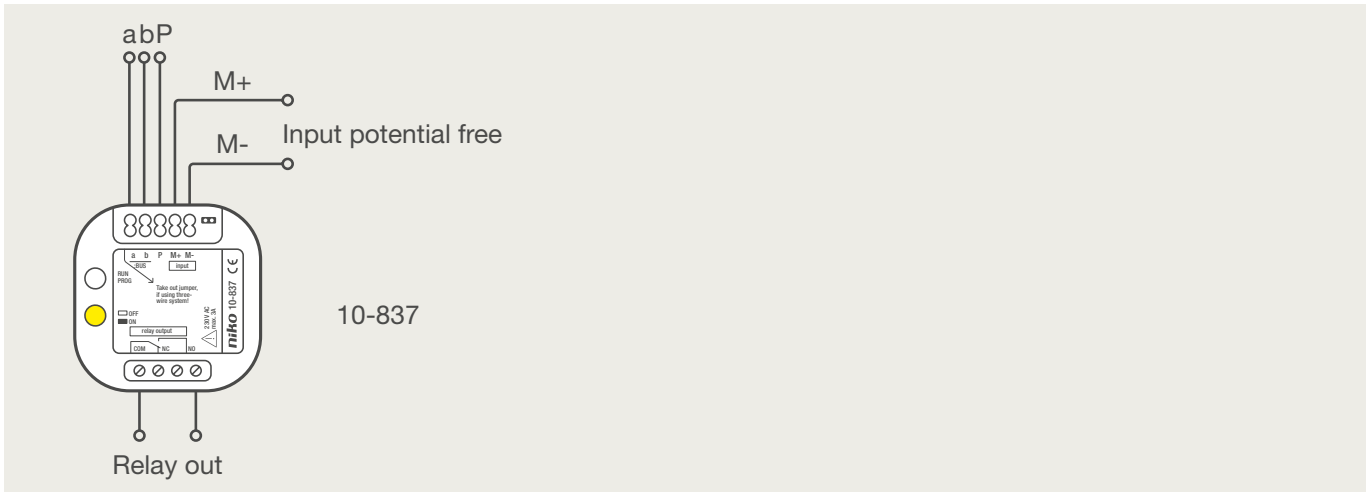 abP
M+
Input potential free
M-
a b P M+ M-
-BUS
input
RUN
PROG
Take out jumper,
if using three-
wire system!
OFF
ON
relay output
COM NC NO
230V AC
max. 3A
niko 10-837 CE
10-837
Relay out